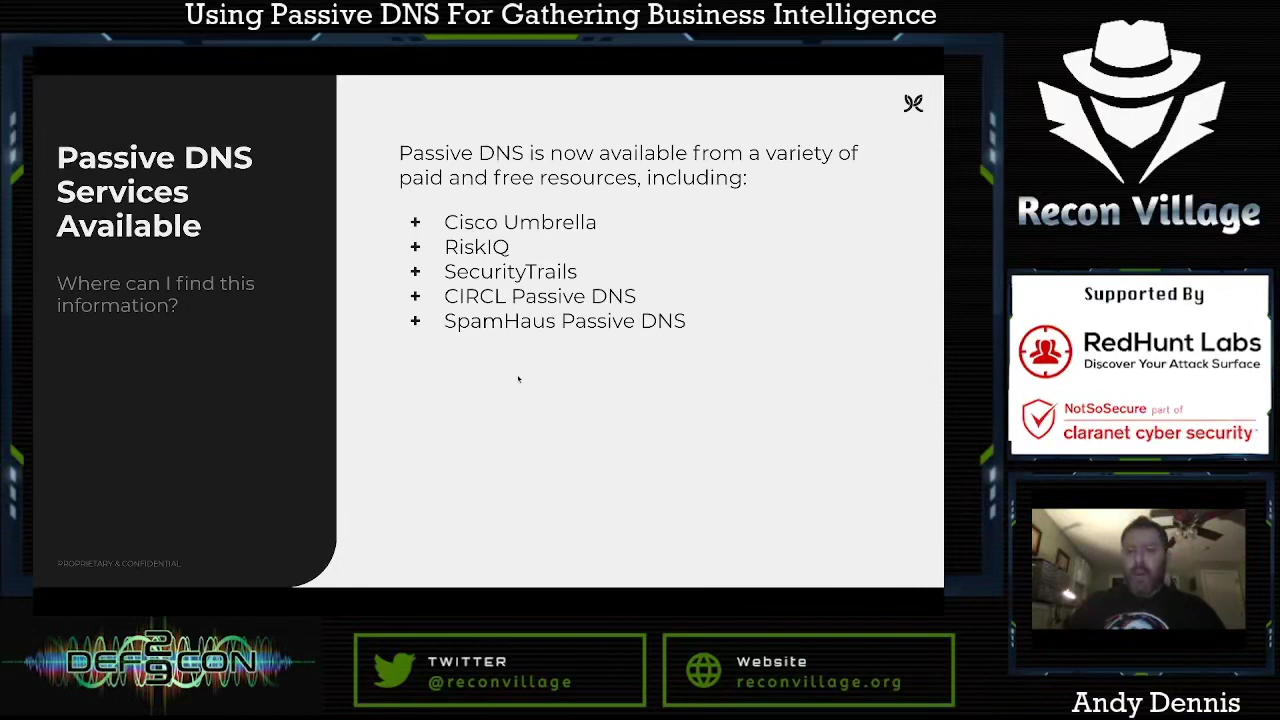 Using Passive DNS For Gathering Business Intelligence
Passive DNS
Services
Available
Where can I find this
information?
PROPRIETARY & CONFIDENTIAL
Passive DNS is now available from a variety of
paid and free resources, including:
+ Cisco Umbrella
+ RiskIQ
+ SecurityTrails
+ CIRCL Passive DNS
+ SpamHaus Passive DNS
Recon Village
Supported By
RedHunt Labs
Discover Your Attack Surface
NotSoSecure part of
claranet cyber security
DEFCON
29
TWITTER
@reconvillage
Website
reconvillage.org
Andy Dennis